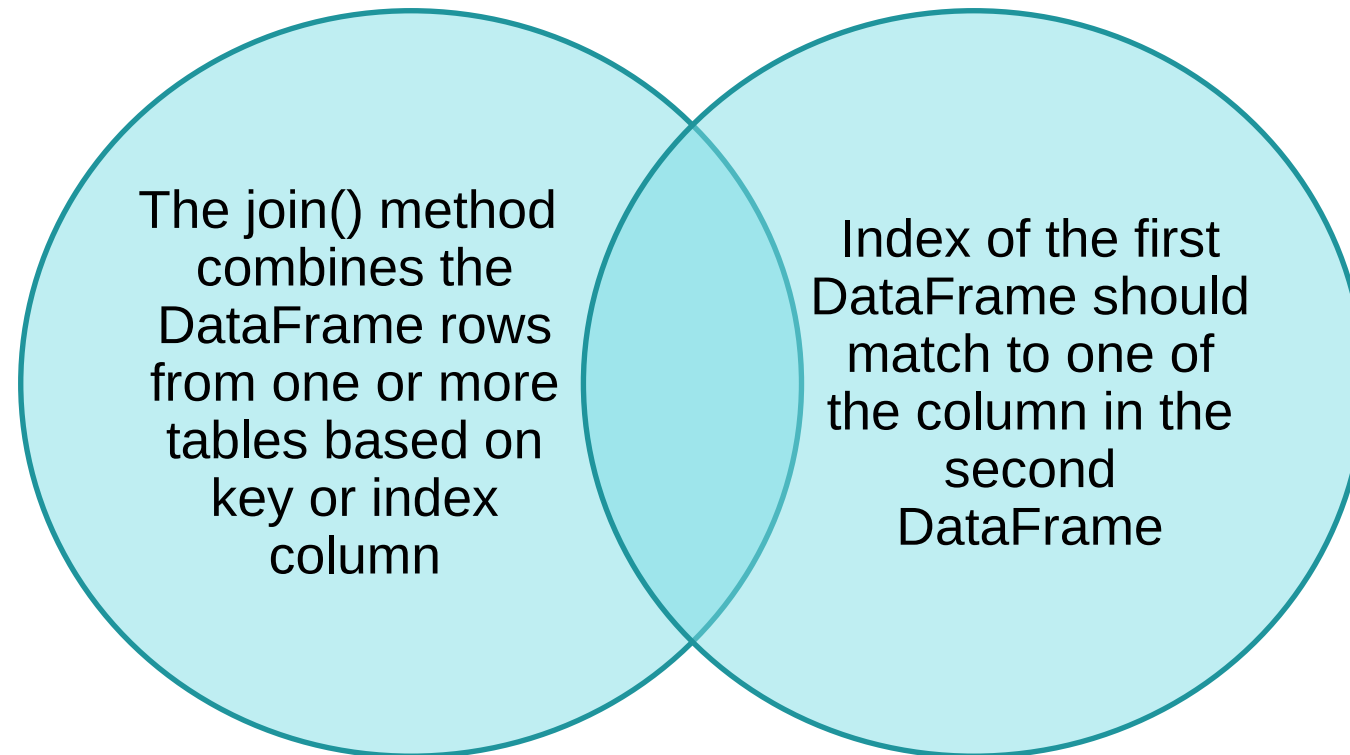 The join() method
combines the
DataFrame rows
from one or more
tables based on
key or index
column
Index of the first
DataFrame should
match to one of
the column in the
second
DataFrame